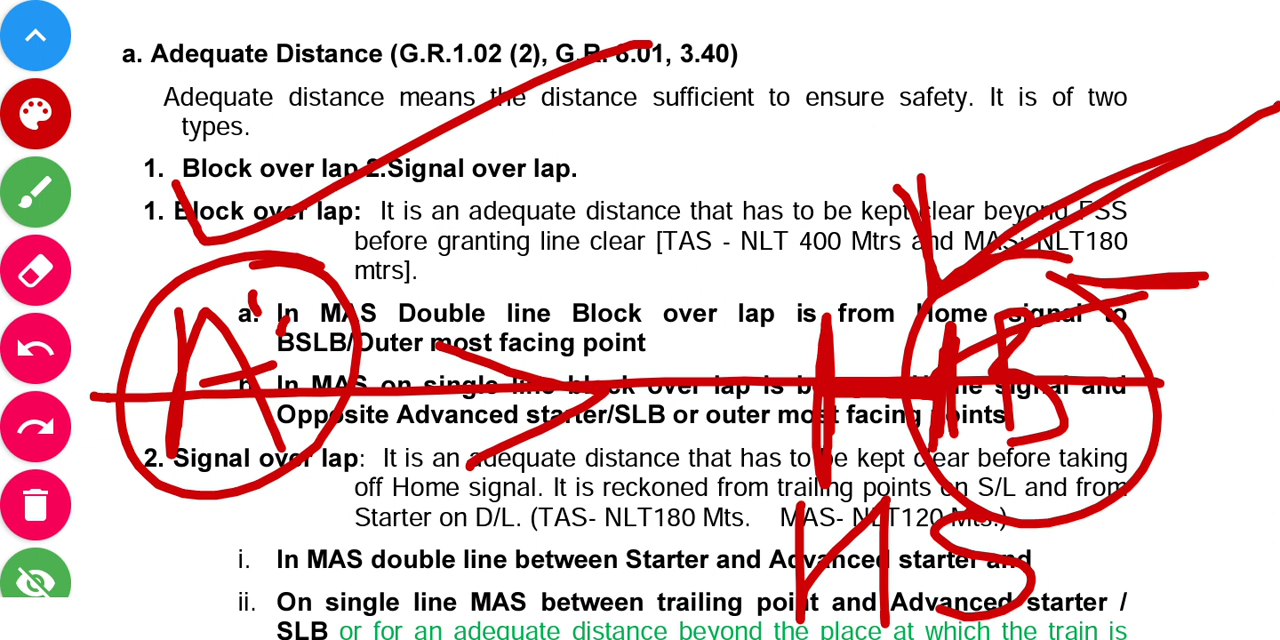 a. Adequate Distance (G.R.1.02 (2), G.R. 8.01, 3.40)
Adequate distance means the distance sufficient to ensure safety. It is of two
types.
1. Block over lap 2.Signal over lap.
1. Block over lap: It is an adequate distance that has to be kept clear beyond FSS
before granting line clear [TAS - NLT 400 Mtrs and MAS- NLT180
mtrs].
a. In MAS Double line Block over lap is from Home signal to
BSLB/Outer most facing point
b. In MAS on single line block over lap is signal and
Opposite Advanced starter/SLB or outer most facing points
2. Signal over lap: It is an adequate distance that has to be kept clear before taking
off Home signal. It is reckoned from trailing points on S/L and from
Starter on D/L. (TAS- NLT180 Mts. MAS- NLT120 Mts.)
i. In MAS double line between Starter and Advanced starter and
ii. On single line MAS between trailing point and Advanced starter /
SLB or for an adequate distance beyond the place at which the train is
A
B
HS